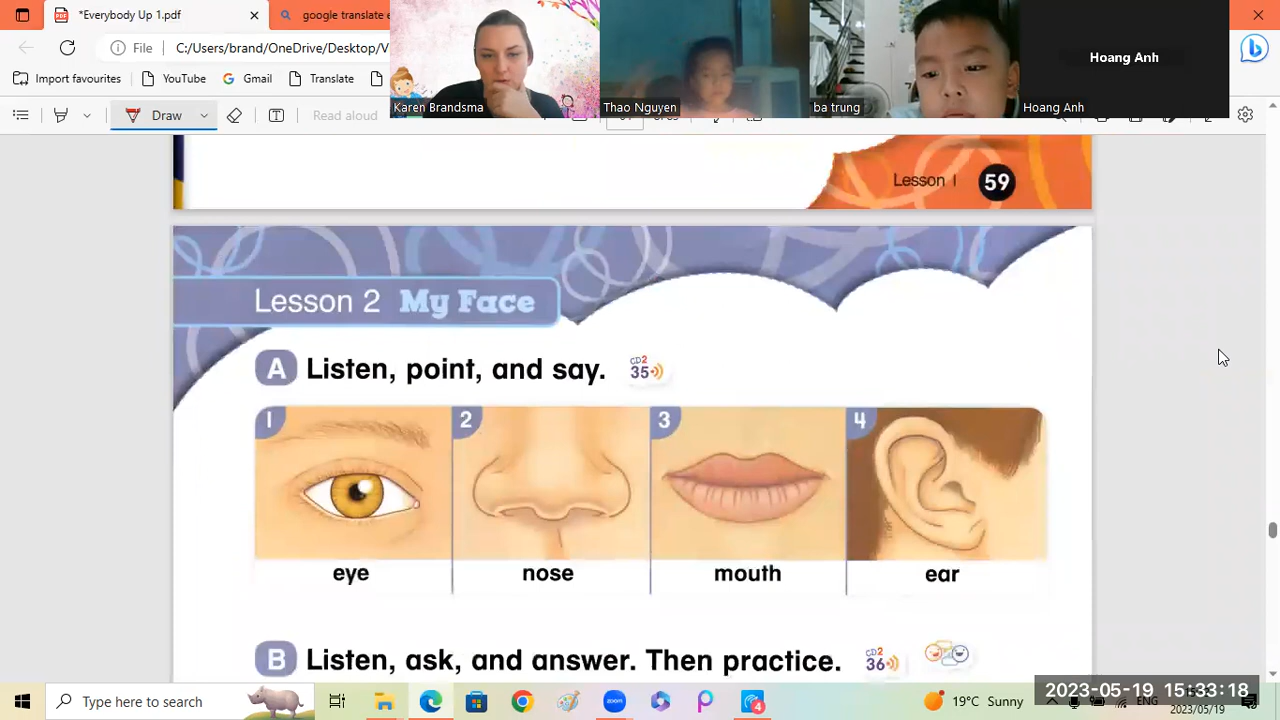 *Everybody Up 1.pdf
google translate e
File
C:/Users/brand/OneDrive/Desktop/V
Import favourites
YouTube
Gmail
Translate
Draw
Read aloud
Karen Brandsma
Thao Nguyen
ba trung
Hoang Anh
Hoang Anh
Lesson 1 59
Lesson 2 My Face
A Listen, point, and say. CD2 35
1 2 3 4
eye nose mouth ear
B Listen, ask, and answer. Then practice. CD2 36
Type here to search
4
19°C Sunny
ENG
2023-05-19 15:33:18
2023/05/19